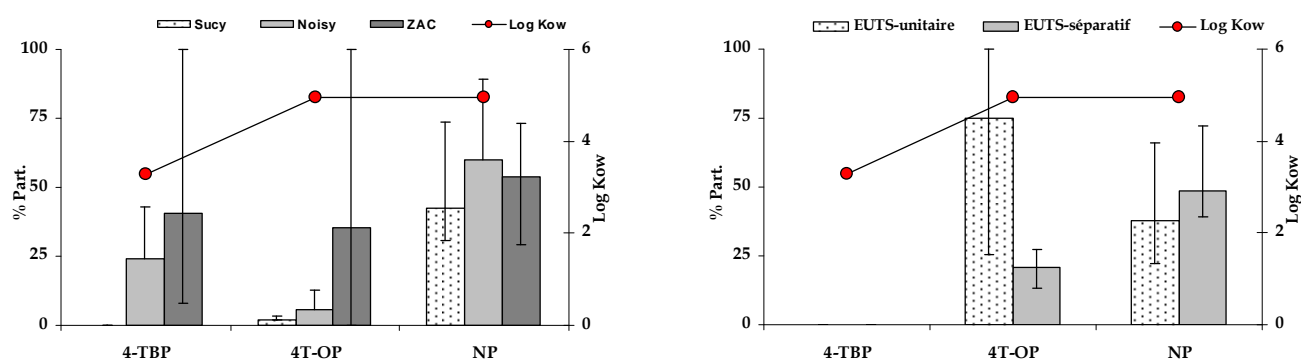 Sucy Noisy ZAC Log Kow
100
75
50
25
0
% Part.
6
4
2
0
Log Kow
4-TBP 4T-OP NP
EUTS-unitaire EUTS-séparatif Log Kow
100
75
50
25
0
% Part.
6
4
2
0
Log Kow
4-TBP 4T-OP NP